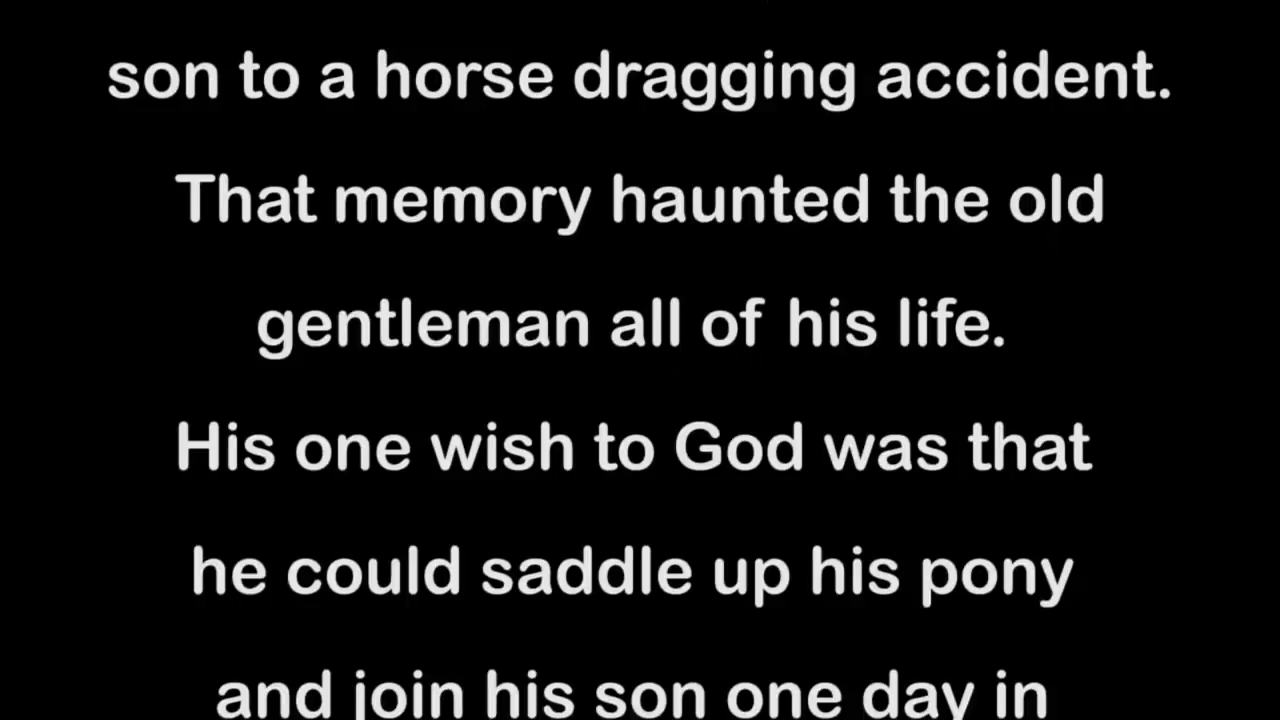 son to a horse dragging accident.
That memory haunted the old
gentleman all of his life.
His one wish to God was that
he could saddle up his pony
and join his son one day in